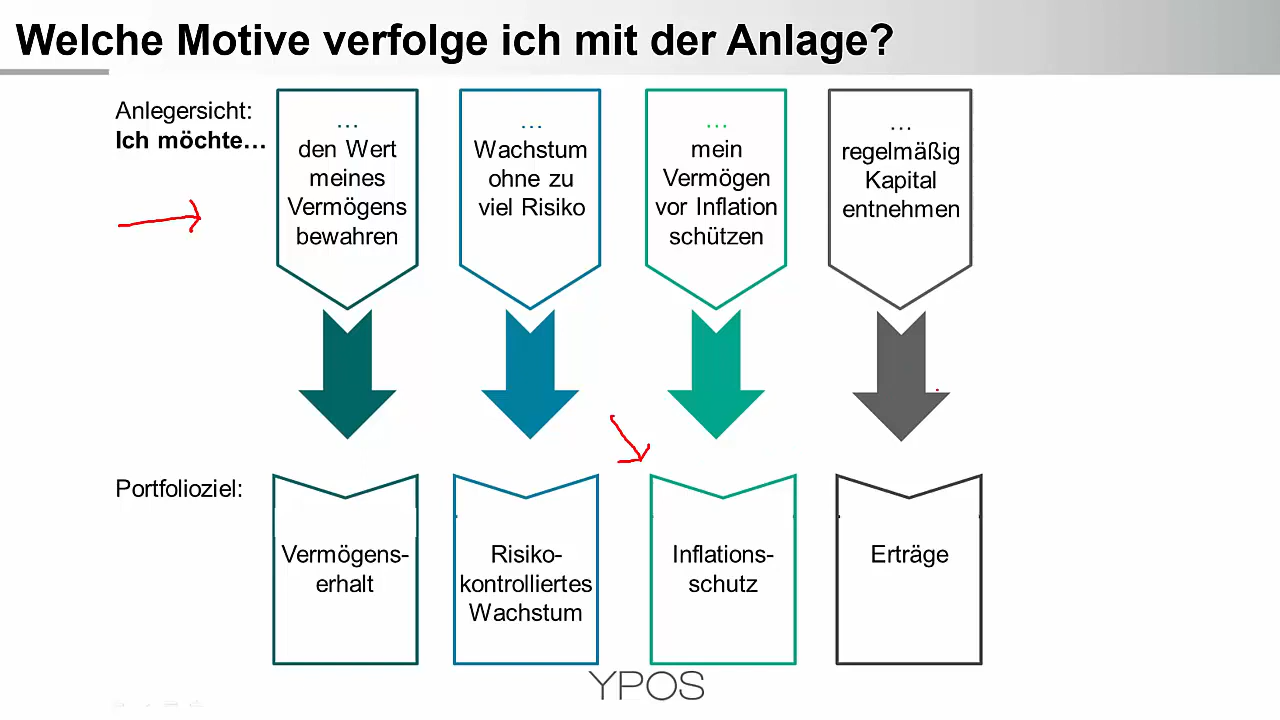 Welche Motive verfolge ich mit der Anlage?
Anlegersicht:
Ich möchte…
…
den Wert
meines
Vermögens
bewahren
…
Wachstum
ohne zu
viel Risiko
…
mein
Vermögen
vor Inflation
schützen
…
regelmäßig
Kapital
entnehmen
Portfolioziel:
Vermögens-
erhalt
Risiko-
kontrolliertes
Wachstum
Inflations-
schutz
Erträge
YPOS